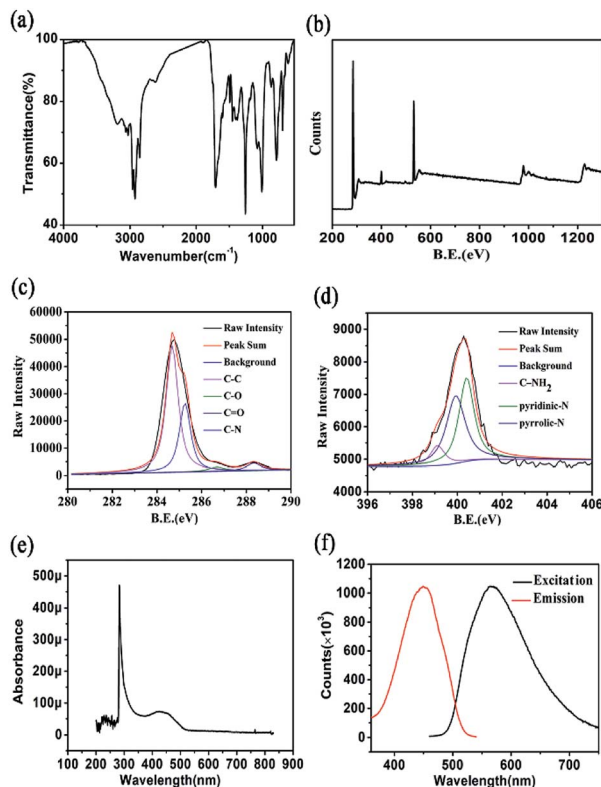 (a)
100
80
60
40
Transmittance(%)
4000 3000 2000 1000
Wavenumber(cm-1)
(b)
Counts
200 400 600 800 1000 1200
B.E.(eV)
(c)
60000
50000
40000
30000
20000
10000
0
Raw Intensity
Raw Intensity
Peak Sum
Background
C-C
C-O
C=O
C-N
280 282 284 286 288 290
B.E.(eV)
(d)
9000
8000
7000
6000
5000
Raw Intensity
Raw Intensity
Peak Sum
Background
C-NH2
pyridinic-N
pyrrolic-N
396 398 400 402 404 406
B.E.(eV)
(e)
500µ
400µ
300µ
200µ
100µ
0
Absorbance
100 200 300 400 500 600 700 800 900
Wavelength(nm)
(f)
1200
1000
800
600
400
200
0
Counts(×103)
Excitation
Emission
400 500 600 700
Wavelength(nm)